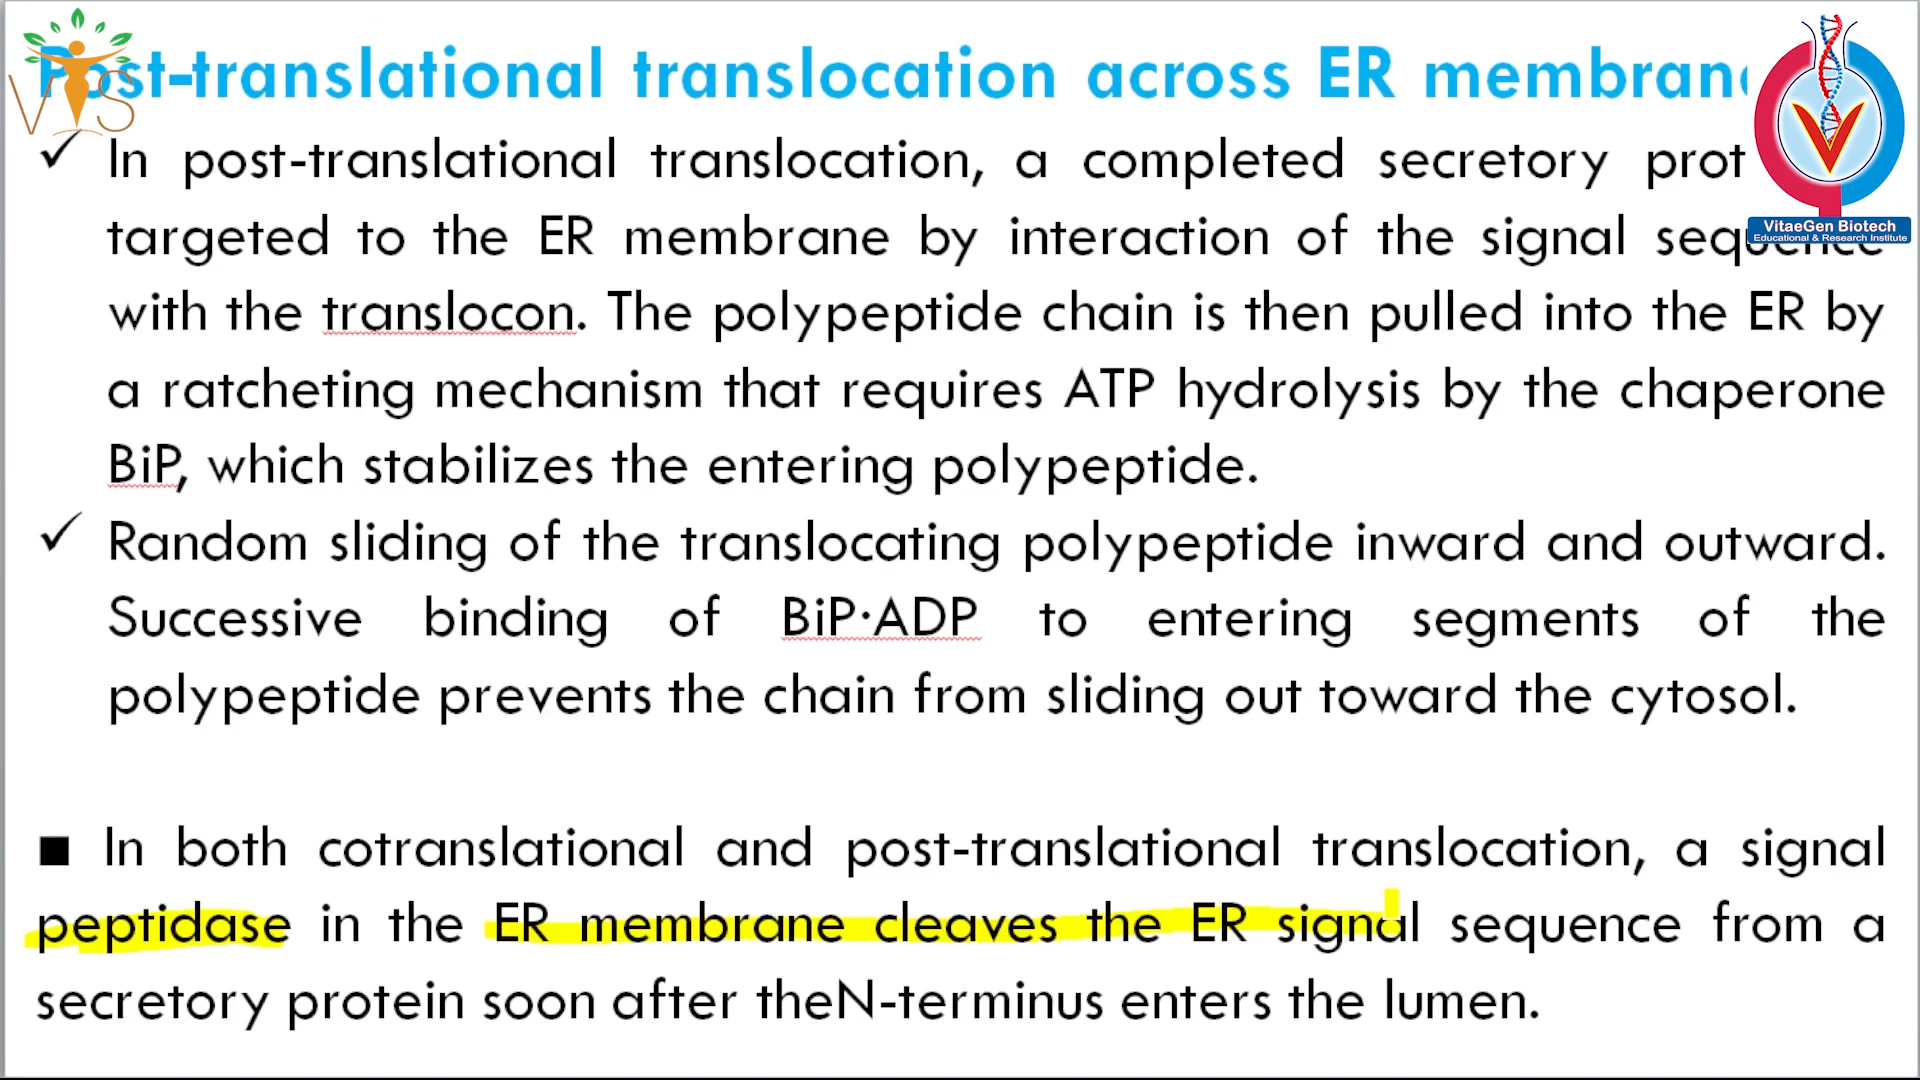 Post-translational translocation across ER membrane
In post-translational translocation, a completed secretory prot
targeted to the ER membrane by interaction of the signal sequence
with the translocon. The polypeptide chain is then pulled into the ER by
a ratcheting mechanism that requires ATP hydrolysis by the chaperone
BiP, which stabilizes the entering polypeptide.
Random sliding of the translocating polypeptide inward and outward.
Successive binding of BiP·ADP to entering segments of the
polypeptide prevents the chain from sliding out toward the cytosol.
In both cotranslational and post-translational translocation, a signal
peptidase in the ER membrane cleaves the ER signal sequence from a
secretory protein soon after theN-terminus enters the lumen.
VS
VitaeGen Biotech
Educational & Research Institute